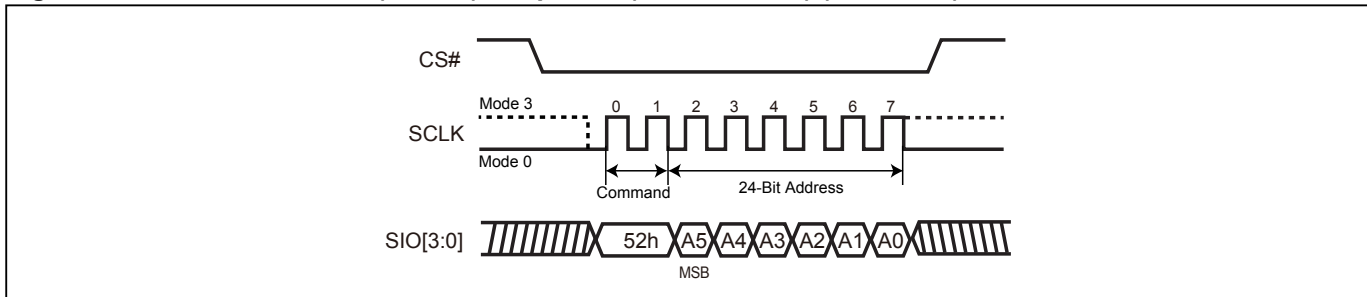 CS#
Mode 3
0 1 2 3 4 5 6 7
SCLK
Mode 0
Command
24-Bit Address
SIO[3:0]
52h A5 A4 A3 A2 A1 A0
MSB